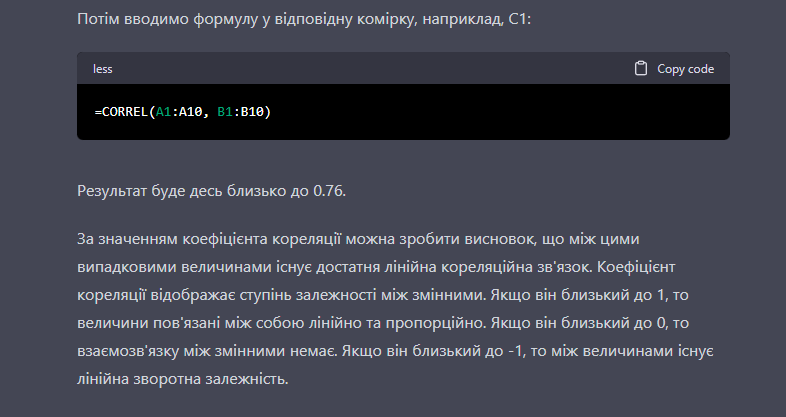 Потім вводимо формулу у відповідну комірку, наприклад, C1:
less Copy code
=CORREL(A1:A10, B1:B10)
Результат буде десь близько до 0.76.
За значенням коефіцієнта кореляції можна зробити висновок, що між цими
випадковими величинами існує достатня лінійна кореляційна зв'язок. Коефіцієнт
кореляції відображає ступінь залежності між змінними. Якщо він близький до 1, то
величини пов'язані між собою лінійно та пропорційно. Якщо він близький до 0, то
взаємозв'язку між змінними немає. Якщо він близький до -1, то між величинами існує
лінійна зворотна залежність.